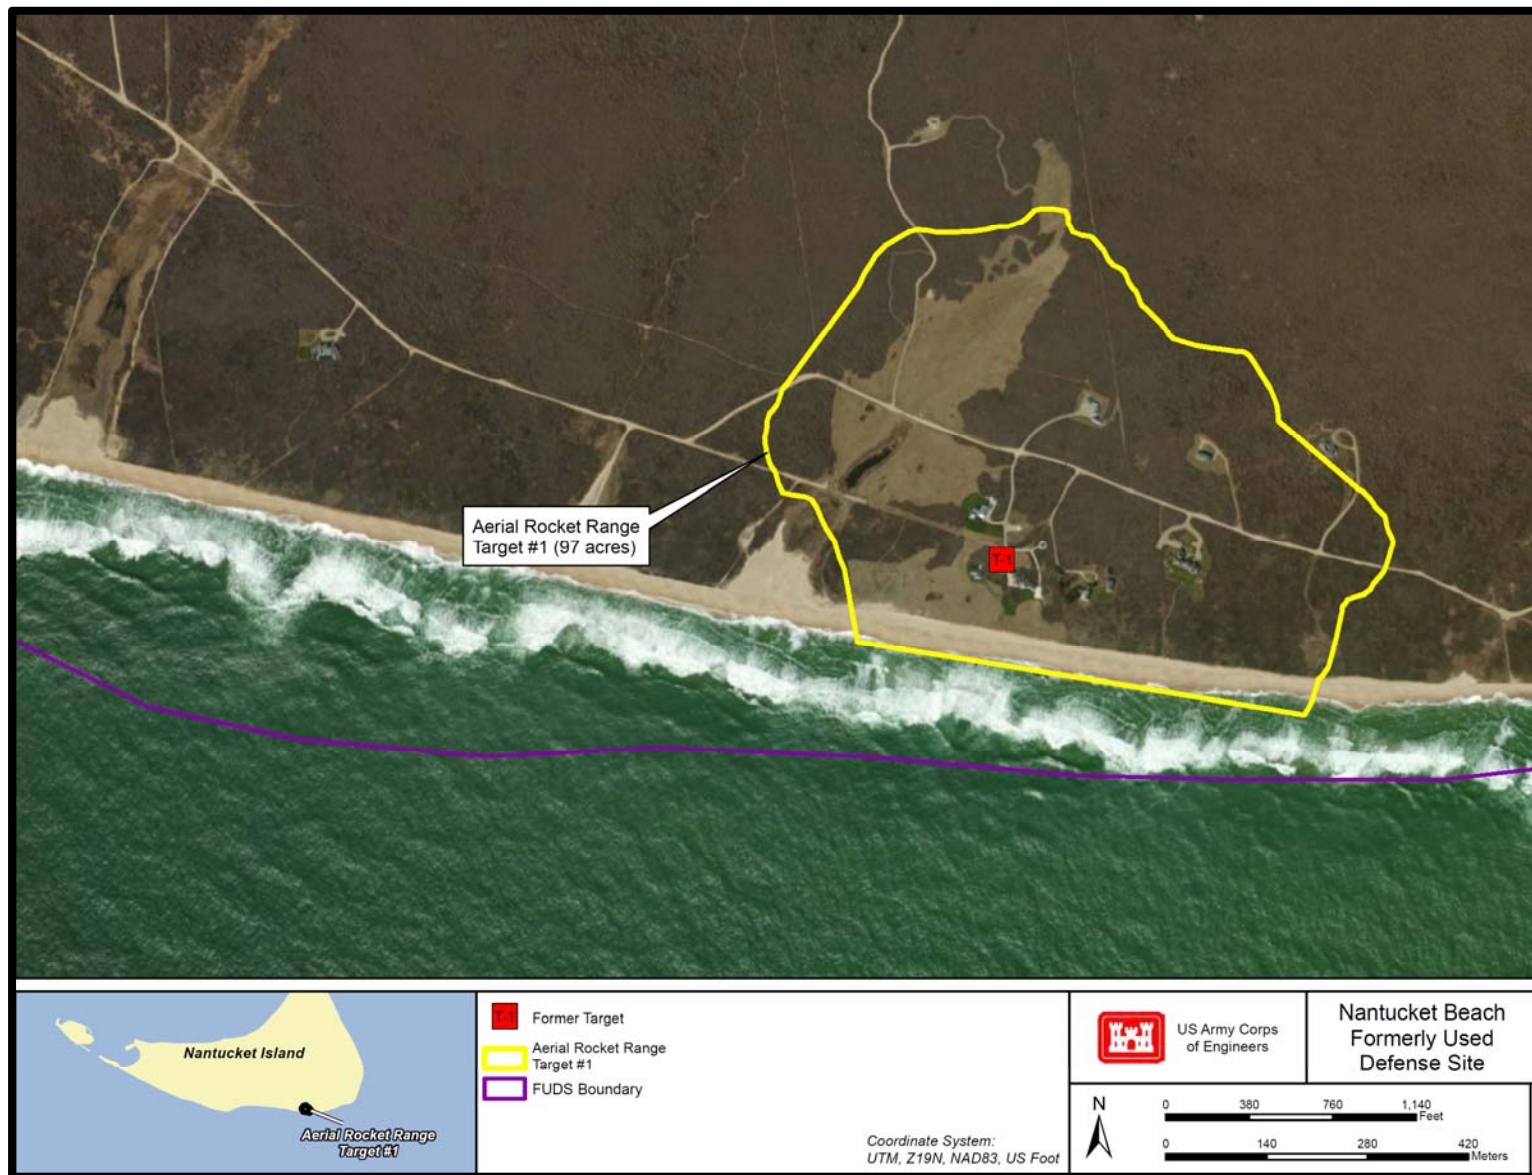 Aerial Rocket Range
Target #1 (97 acres)
T-1
Nantucket Island
Aerial Rocket Range
Target #1
T-1 Former Target
Aerial Rocket Range
Target #1
FUDS Boundary
Coordinate System:
UTM, Z19N, NAD83, US Foot
US Army Corps
of Engineers
Nantucket Beach
Formerly Used
Defense Site
N
0 380 760 1,140
Feet
0 140 280 420
Meters